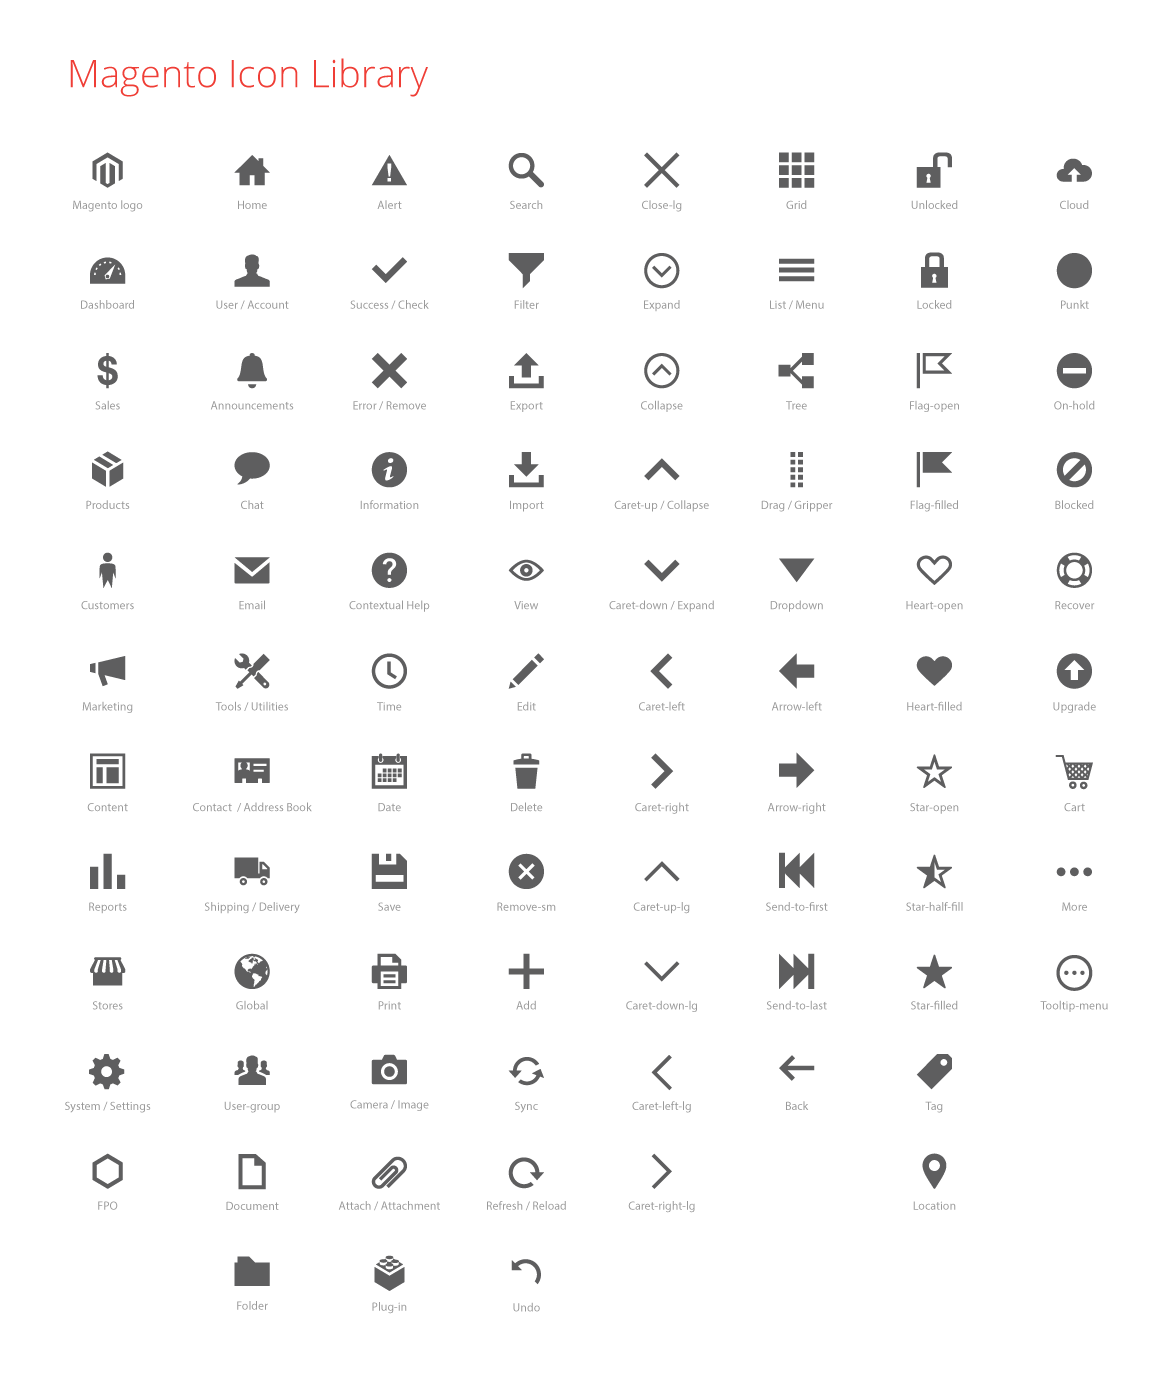 Magento Icon Library
Magento logo Home Alert Search Close-lg Grid Unlocked Cloud
Dashboard User / Account Success / Check Filter Expand List / Menu Locked Punkt
Sales Announcements Error / Remove Export Collapse Tree Flag-open On-hold
Products Chat Information Import Caret-up / Collapse Drag / Gripper Flag-filled Blocked
Customers Email Contextual Help View Caret-down / Expand Dropdown Heart-open Recover
Marketing Tools / Utilities Time Edit Caret-left Arrow-left Heart-filled Upgrade
Content Contact / Address Book Date Delete Caret-right Arrow-right Star-open Cart
Reports Shipping / Delivery Save Remove-sm Caret-up-lg Send-to-first Star-half-fill More
Stores Global Print Add Caret-down-lg Send-to-last Star-filled Tooltip-menu
System / Settings User-group Camera / Image Sync Caret-left-lg Back Tag
FPO Document Attach / Attachment Refresh / Reload Caret-right-lg Location
Folder Plug-in Undo